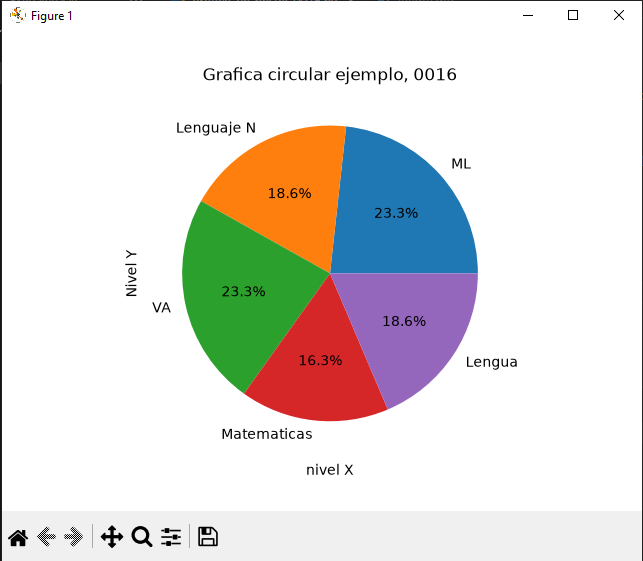 Figure 1
Grafica circular ejemplo, 0016
Lenguaje N
ML
18.6%
23.3%
Nivel Y
23.3%
VA
18.6%
16.3%
Lengua
Matematicas
nivel X